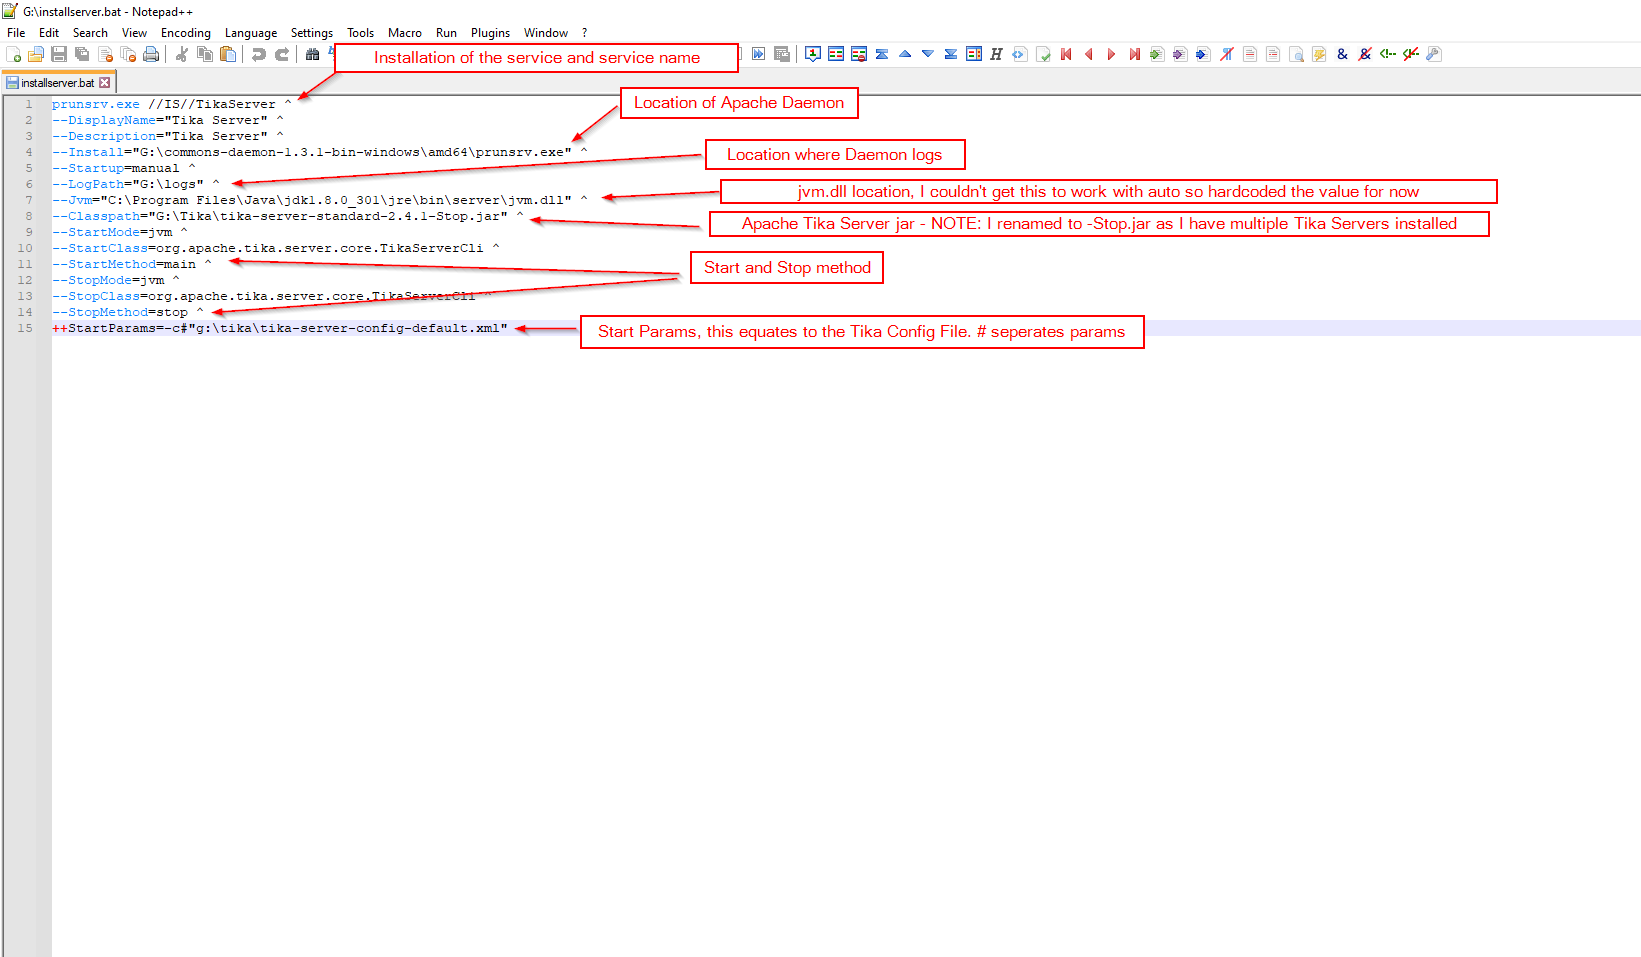 G:\installserver.bat - Notepad++
File Edit Search View Encoding Language Settings Tools Macro Run Plugins Window ?
Installation of the service and service name
installserver.bat
1 prunsrv.exe //IS//TikaServer ^
Location of Apache Daemon
2 --DisplayName="Tika Server" ^
3 --Description="Tika Server" ^
4 --Install="G:\commons-daemon-1.3.1-bin-windows\amd64\prunsrv.exe" ^
Location where Daemon logs
5 --Startup=manual ^
6 --LogPath="G:\logs" ^
jvm.dll location, I couldn't get this to work with auto so hardcoded the value for now
7 --Jvm="C:\Program Files\Java\jdk1.8.0_301\jre\bin\server\jvm.dll" ^
8 --Classpath="G:\Tika\tika-server-standard-2.4.1-Stop.jar" ^
Apache Tika Server jar - NOTE: I renamed to -Stop.jar as I have multiple Tika Servers installed
9 --StartMode=jvm ^
10 --StartClass=org.apache.tika.server.core.TikaServerCli ^
11 --StartMethod=main ^
Start and Stop method
12 --StopMode=jvm ^
13 --StopClass=org.apache.tika.server.core.TikaServerCli ^
14 --StopMethod=stop ^
15 ++StartParams=-c#"g:\tika\tika-server-config-default.xml"
Start Params, this equates to the Tika Config File. # seperates params